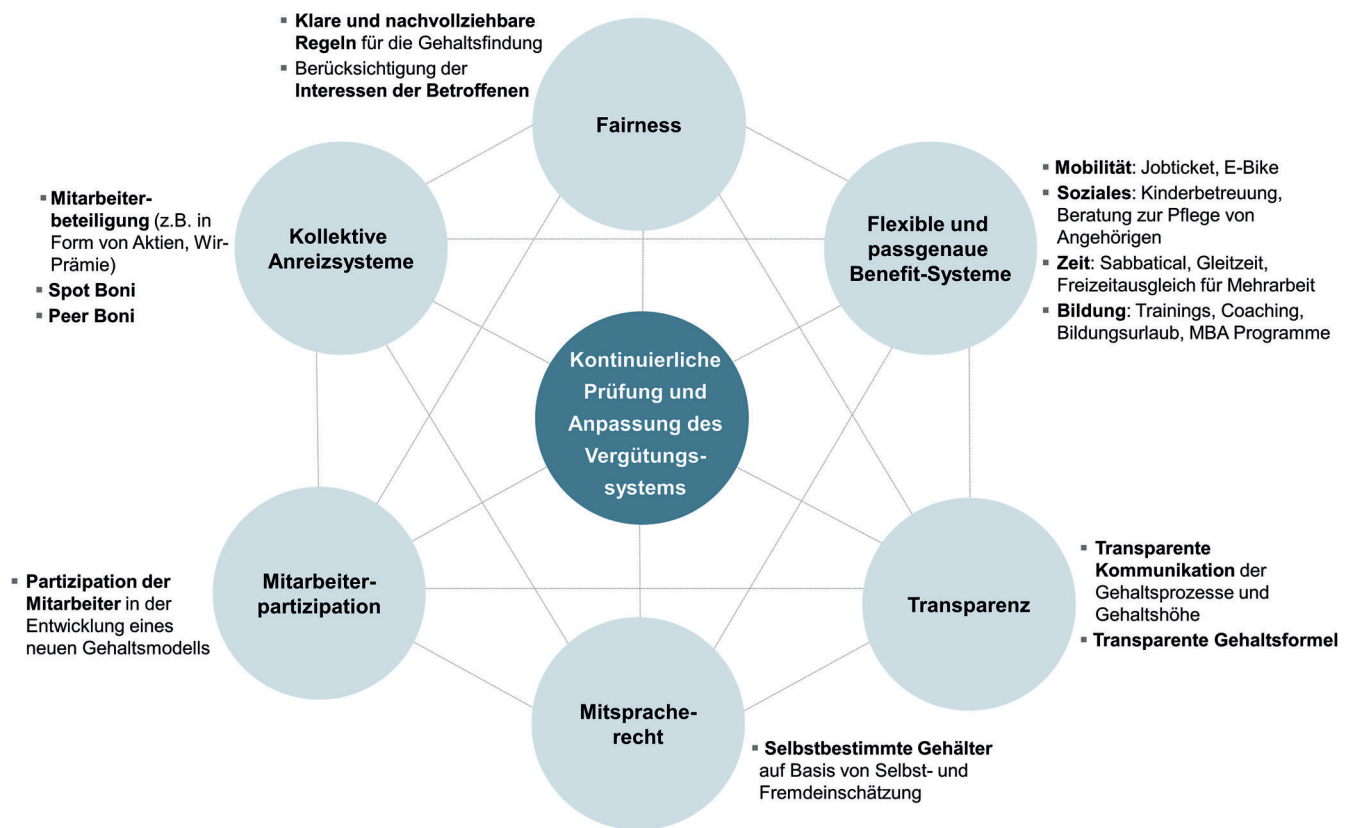 ▪ Klare und nachvollziehbare
Regeln für die Gehaltsfindung
▪ Berücksichtigung der
Interessen der Betroffenen
Fairness
▪ Mitarbeiter-
beteiligung (z.B. in
Form von Aktien, Wir-
Prämie)
▪ Spot Boni
▪ Peer Boni
Kollektive
Anreizsysteme
Flexible und
passgenaue
Benefit-Systeme
▪ Mobilität: Jobticket, E-Bike
▪ Soziales: Kinderbetreuung,
Beratung zur Pflege von
Angehörigen
▪ Zeit: Sabbatical, Gleitzeit,
Freizeitausgleich für Mehrarbeit
▪ Bildung: Trainings, Coaching,
Bildungsurlaub, MBA Programme
Kontinuierliche
Prüfung und
Anpassung des
Vergütungs-
systems
▪ Partizipation der
Mitarbeiter in der
Entwicklung eines
neuen Gehaltsmodells
Mitarbeiter-
partizipation
Transparenz
▪ Transparente
Kommunikation der
Gehaltsprozesse und
Gehaltshöhe
▪ Transparente Gehaltsformel
Mitsprache-
recht
▪ Selbstbestimmte Gehälter
auf Basis von Selbst- und
Fremdeinschätzung